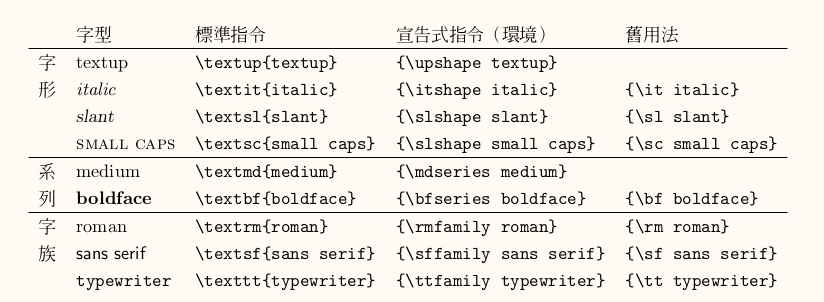 字型 標準指令 宣告式指令（環境） 舊用法
字 textup \textup{textup} {\upshape textup}
形 italic \textit{italic} {\itshape italic} {\it italic}
slant \textsl{slant} {\slshape slant} {\sl slant}
SMALL CAPS \textsc{small caps} {\slshape small caps} {\sc small caps}
系 medium \textmd{medium} {\mdseries medium}
列 boldface \textbf{boldface} {\bfseries boldface} {\bf boldface}
字 roman \textrm{roman} {\rmfamily roman} {\rm roman}
族 sans serif \textsf{sans serif} {\sffamily sans serif} {\sf sans serif}
typewriter \texttt{typewriter} {\ttfamily typewriter} {\tt typewriter}